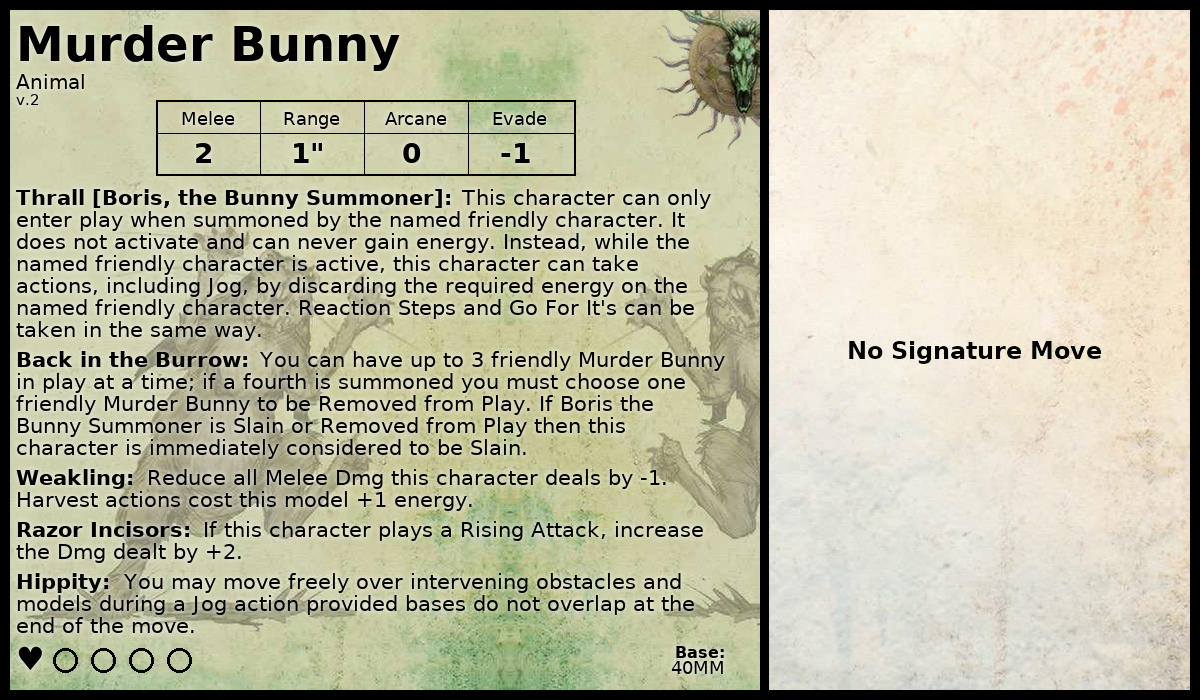 Murder Bunny
Animal
v.2
Melee Range Arcane Evade
2 1" 0 -1
Thrall [Boris, the Bunny Summoner]: This character can only
enter play when summoned by the named friendly character. It
does not activate and can never gain energy. Instead, while the
named friendly character is active, this character can take
actions, including Jog, by discarding the required energy on the
named friendly character. Reaction Steps and Go For It's can be
taken in the same way.
Back in the Burrow: You can have up to 3 friendly Murder Bunny
in play at a time; if a fourth is summoned you must choose one
friendly Murder Bunny to be Removed from Play. If Boris the
Bunny Summoner is Slain or Removed from Play then this
character is immediately considered to be Slain.
Weakling: Reduce all Melee Dmg this character deals by -1.
Harvest actions cost this model +1 energy.
Razor Incisors: If this character plays a Rising Attack, increase
the Dmg dealt by +2.
Hippity: You may move freely over intervening obstacles and
models during a Jog action provided bases do not overlap at the
end of the move.
Base:
40MM
No Signature Move